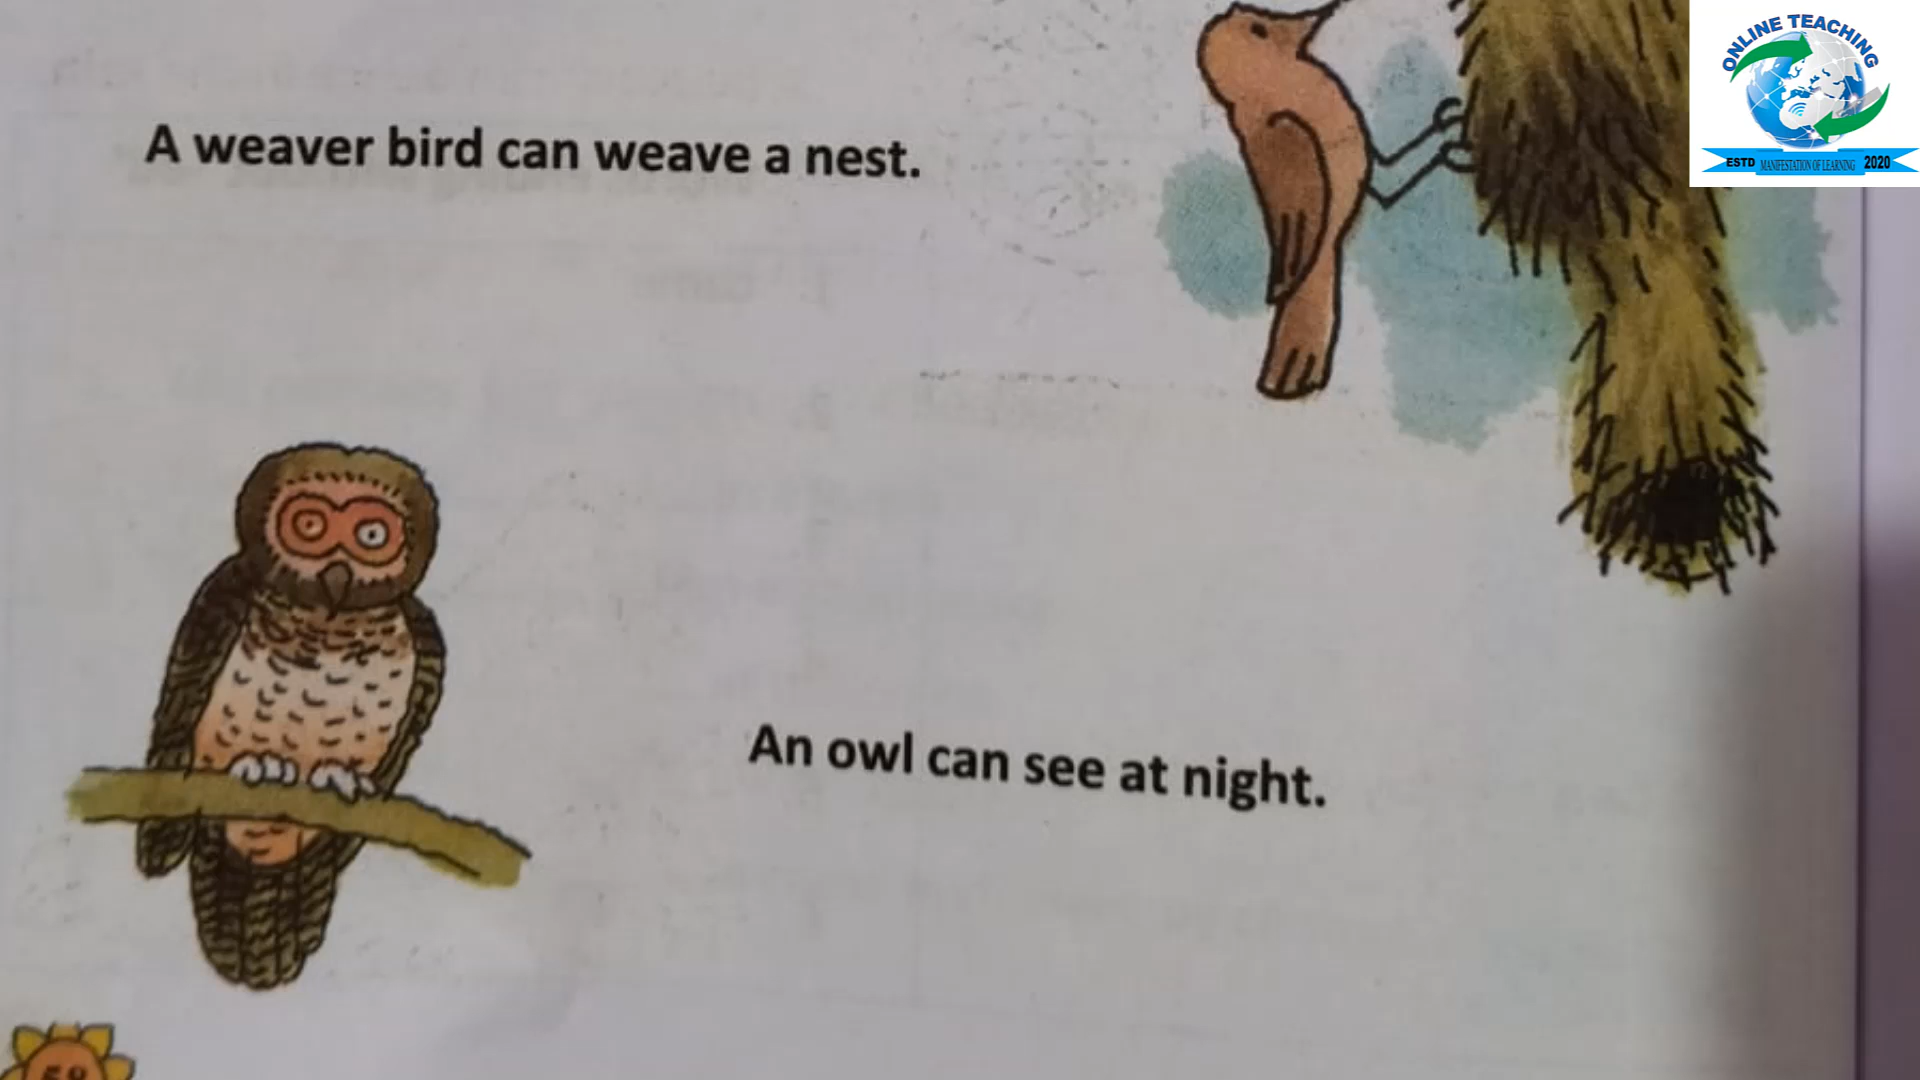 ONLINE TEACHING
ESTD MANIFESTATION OF LEARNING 2020
A weaver bird can weave a nest.
An owl can see at night.